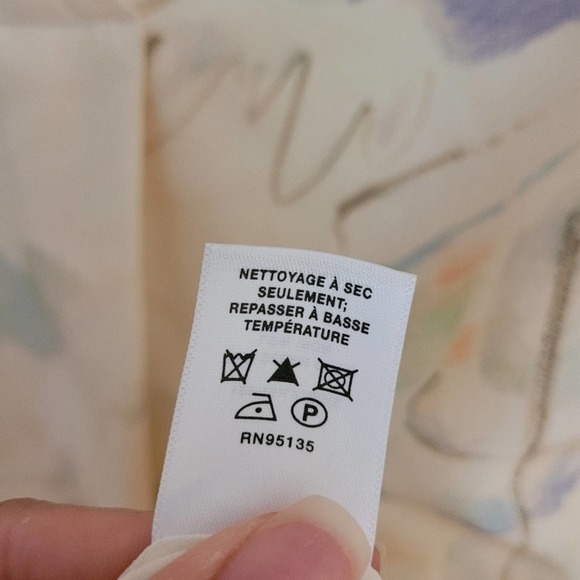 NETTOYAGE À SEC
SEULEMENT;
REPASSER À BASSE
TEMPÉRATURE
P
RN95135